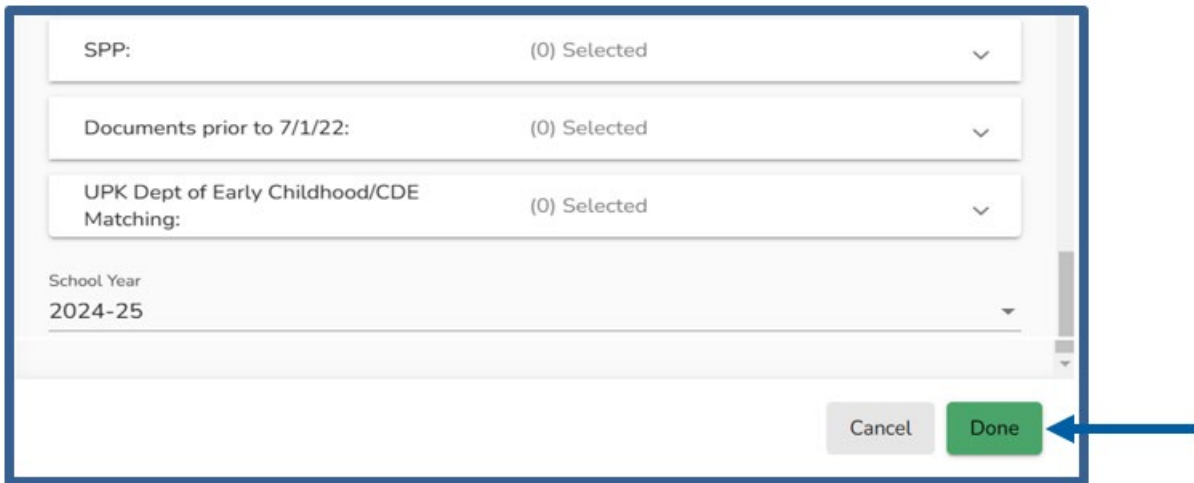 SPP: (0) Selected
Documents prior to 7/1/22: (0) Selected
UPK Dept of Early Childhood/CDE
Matching: (0) Selected
School Year
2024-25
Cancel Done